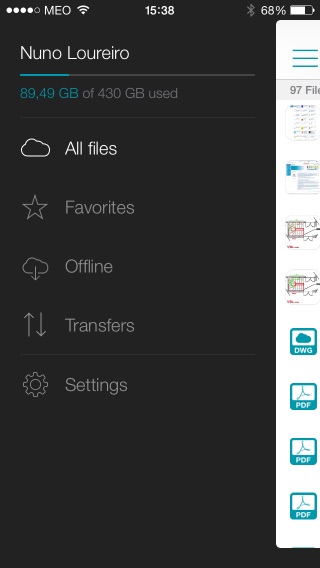 MEO 15:38 68%
Nuno Loureiro
89,49 GB of 430 GB used
97 File
All files
Favorites
Offline
Transfers
Settings
DWG
PDF
PDF
PDF